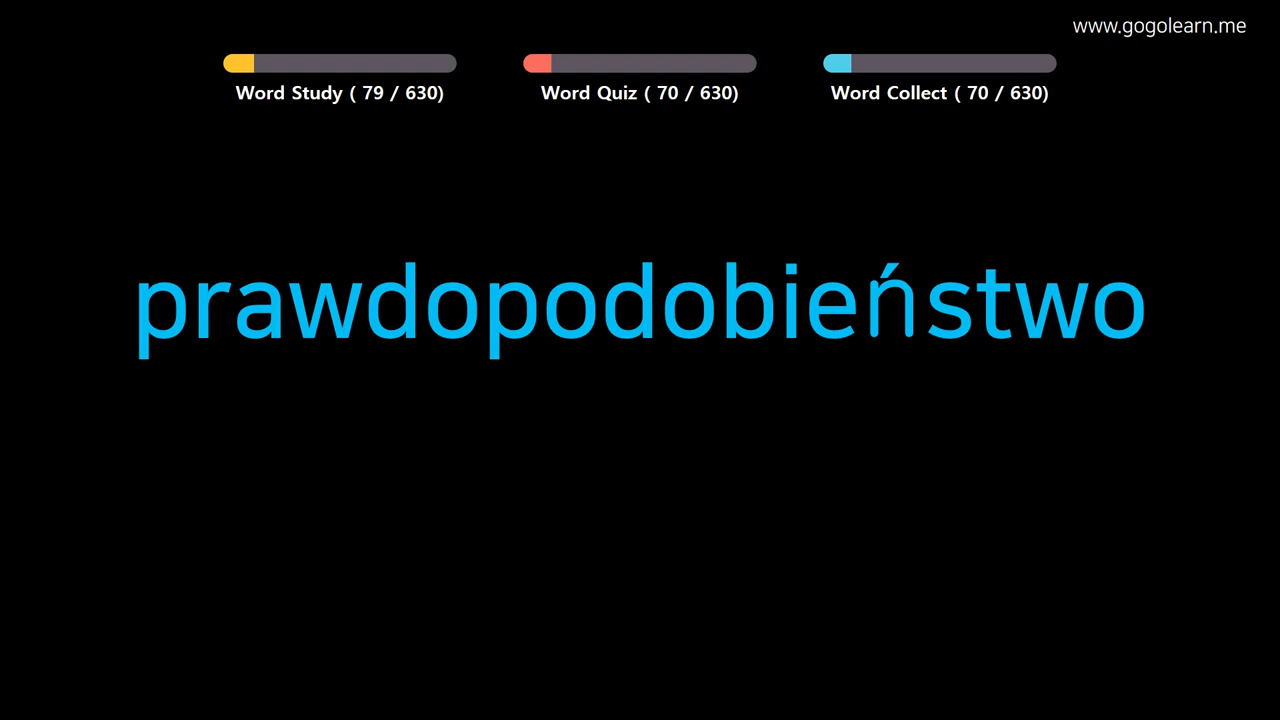 www.gogolearn.me
Word Study ( 79 / 630)
Word Quiz ( 70 / 630)
Word Collect ( 70 / 630)
prawdopodobieństwo